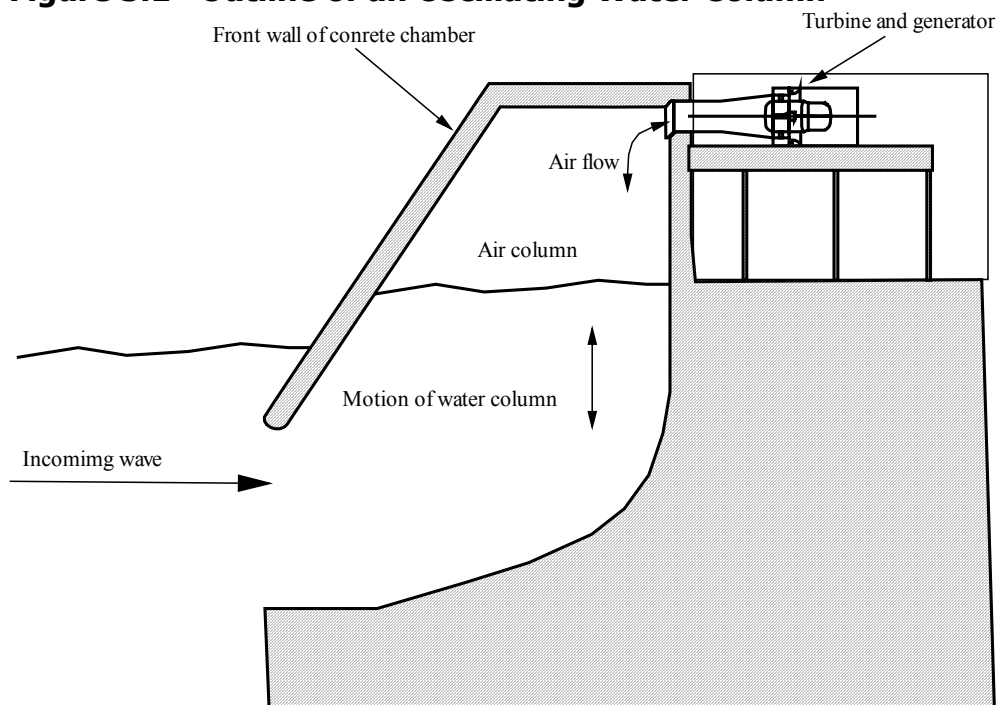 Turbine and generator
Front wall of conrete chamber
Air flow
Air column
Motion of water column
Incomimg wave